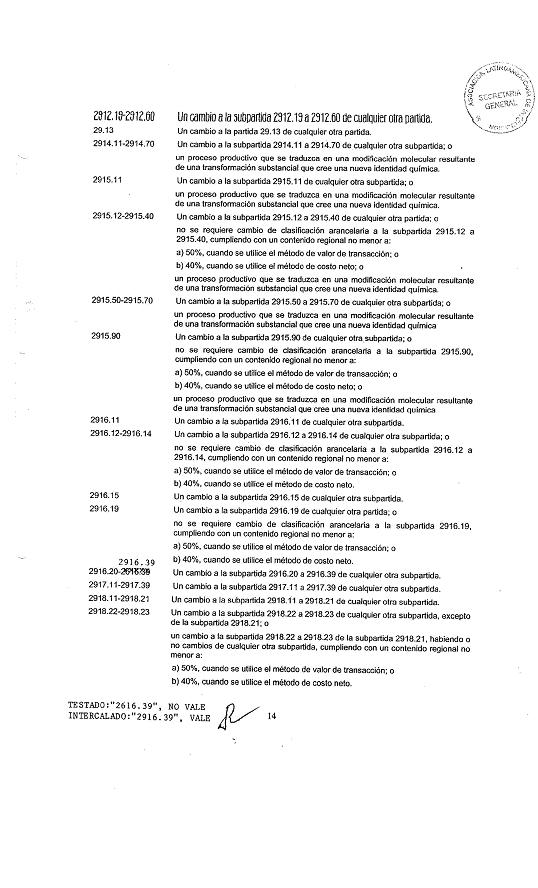 ASOCIACION LATINOAMERICANA DE
SECRETARIA
GENERAL
2912.19-2912.60 Un cambio a la subpartida 2912.19 a 2912.60 de cualquier otra partida.
29.13 Un cambio a la partida 29.13 de cualquier otra partida.
2914.11-2914.70 Un cambio a la subpartida 2914.11 a 2914.70 de cualquier otra subpartida; o
un proceso productivo que se traduzca en una modificación molecular resultante
de una transformación substancial que cree una nueva identidad química.
2915.11 Un cambio a la subpartida 2915.11 de cualquier otra subpartida; o
un proceso productivo que se traduzca en una modificación molecular resultante
de una transformación substancial que cree una nueva identidad química.
2915.12-2915.40 Un cambio a la subpartida 2915.12 a 2915.40 de cualquier otra partida; o
no se requiere cambio de clasificación arancelaria a la subpartida 2915.12 a
2915.40, cumpliendo con un contenido regional no menor a:
a) 50%, cuando se utilice el método de valor de transacción; o
b) 40%, cuando se utilice el método de costo neto; o
un proceso productivo que se traduzca en una modificación molecular resultante
de una transformación substancial que cree una nueva identidad química.
2915.50-2915.70 Un cambio a la subpartida 2915.50 a 2915.70 de cualquier otra subpartida; o
un proceso productivo que se traduzca en una modificación molecular resultante
de una transformación substancial que cree una nueva identidad química
2915.90 Un cambio a la subpartida 2915.90 de cualquier otra subpartida; o
no se requiere cambio de clasificación arancelaria a la subpartida 2915.90,
cumpliendo con un contenido regional no menor a:
a) 50%, cuando se utilice el método de valor de transacción; o
b) 40%, cuando se utilice el método de costo neto; o
un proceso productivo que se traduzca en una modificación molecular resultante
de una transformación substancial que cree una nueva identidad química
2916.11 Un cambio a la subpartida 2916.11 de cualquier otra subpartida.
2916.12-2916.14 Un cambio a la subpartida 2916.12 a 2916.14 de cualquier otra subpartida; o
no se requiere cambio de clasificación arancelaria a la subpartida 2916.12 a
2916.14, cumpliendo con un contenido regional no menor a:
a) 50%, cuando se utilice el método de valor de transacción; o
b) 40%, cuando se utilice el método de costo neto.
2916.15 Un cambio a la subpartida 2916.15 de cualquier otra subpartida.
2916.19 Un cambio a la subpartida 2916.19 de cualquier otra partida; o
no se requiere cambio de clasificación arancelaria a la subpartida 2916.19,
cumpliendo con un contenido regional no menor a:
a) 50%, cuando se utilice el método de valor de transacción; o
b) 40%, cuando se utilice el método de costo neto.
2916.39
2916.20-2616.39 Un cambio a la subpartida 2916.20 a 2916.39 de cualquier otra subpartida.
2917.11-2917.39 Un cambio a la subpartida 2917.11 a 2917.39 de cualquier otra subpartida.
2918.11-2918.21 Un cambio a la subpartida 2918.11 a 2918.21 de cualquier otra subpartida.
2918.22-2918.23 Un cambio a la subpartida 2918.22 a 2918.23 de cualquier otra subpartida, excepto
de la subpartida 2918.21; o
un cambio a la subpartida 2918.22 a 2918.23 de la subpartida 2918.21, habiendo o
no cambios de cualquier otra subpartida, cumpliendo con un contenido regional no
menor a:
a) 50%, cuando se utilice el método de valor de transacción; o
b) 40%, cuando se utilice el método de costo neto.
TESTADO:"2616.39", NO VALE
INTERCALADO:"2916.39", VALE
14